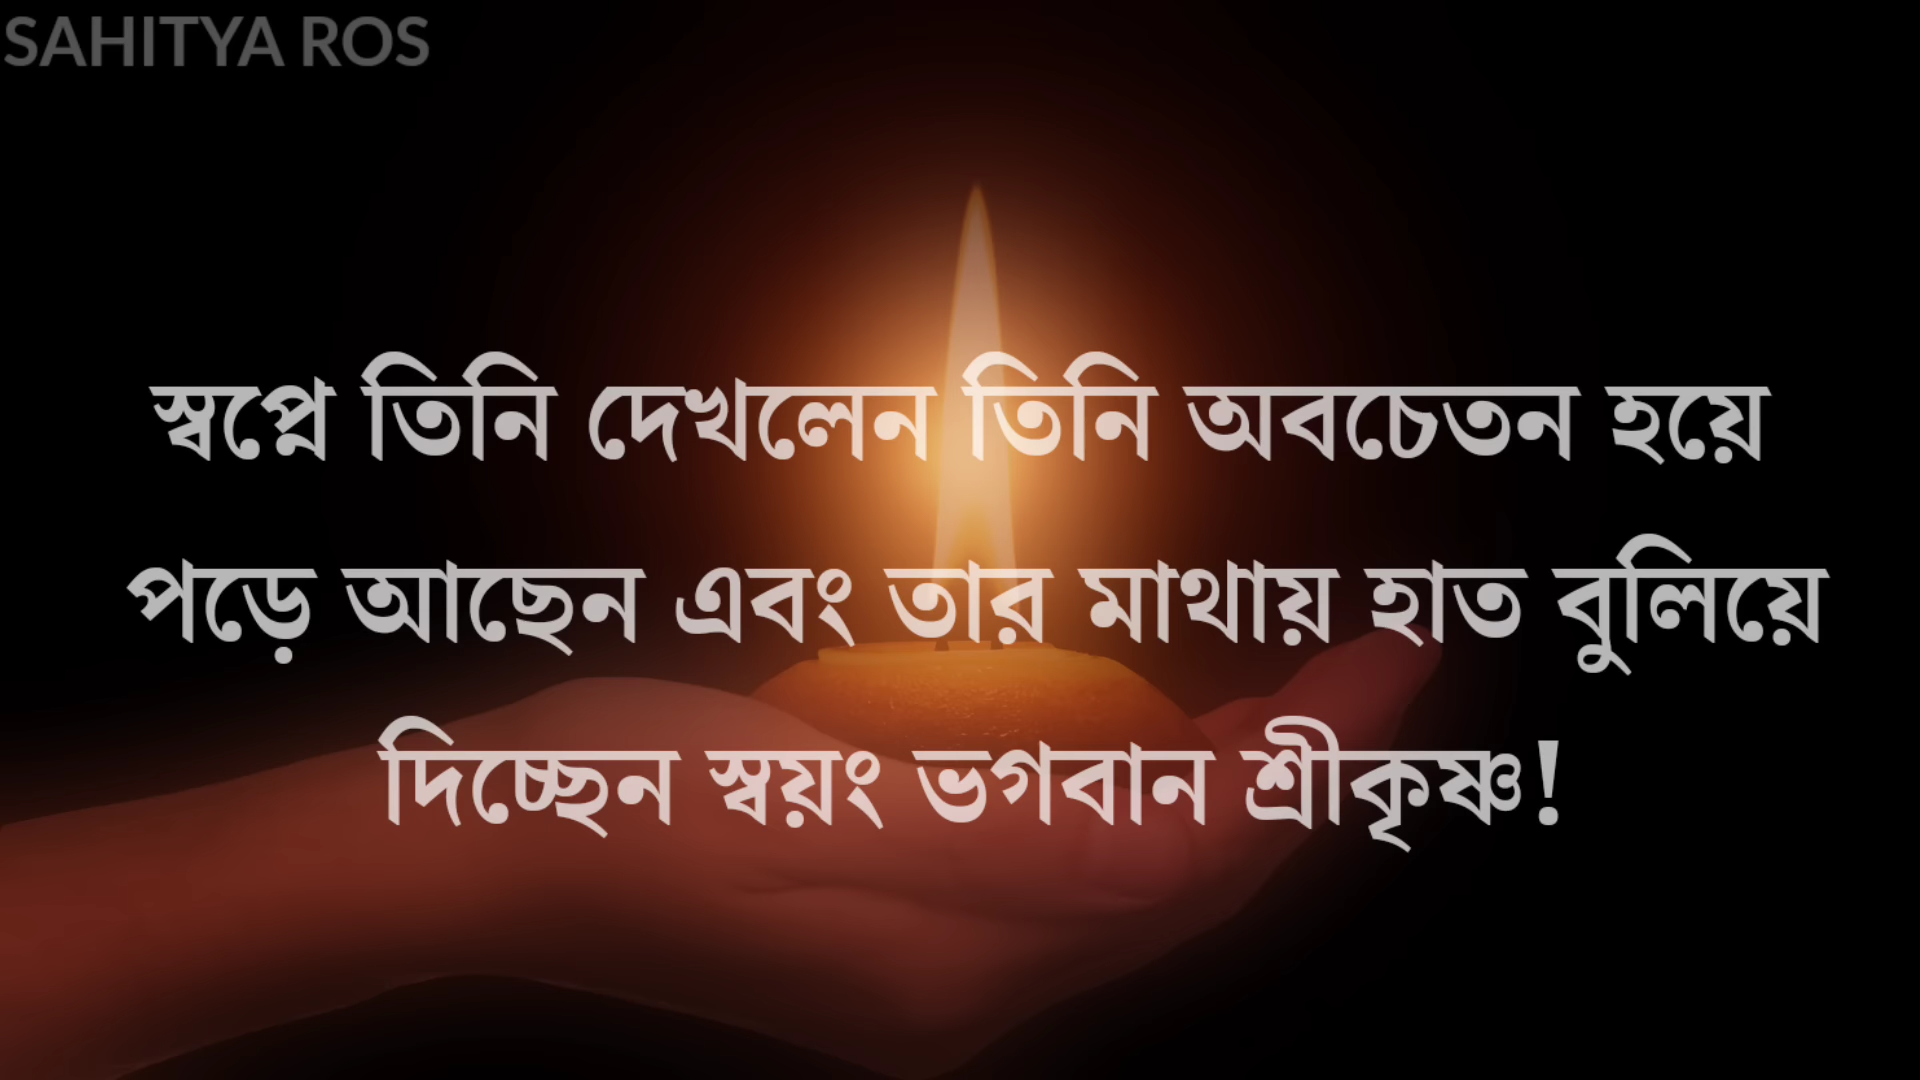 SAHITYA ROS
স্বপ্নে তিনি দেখলেন তিনি অবচেতন হয়ে
পড়ে আছেন এবং তার মাথায় হাত বুলিয়ে
দিচ্ছেন স্বয়ং ভগবান শ্রীকৃষ্ণ!